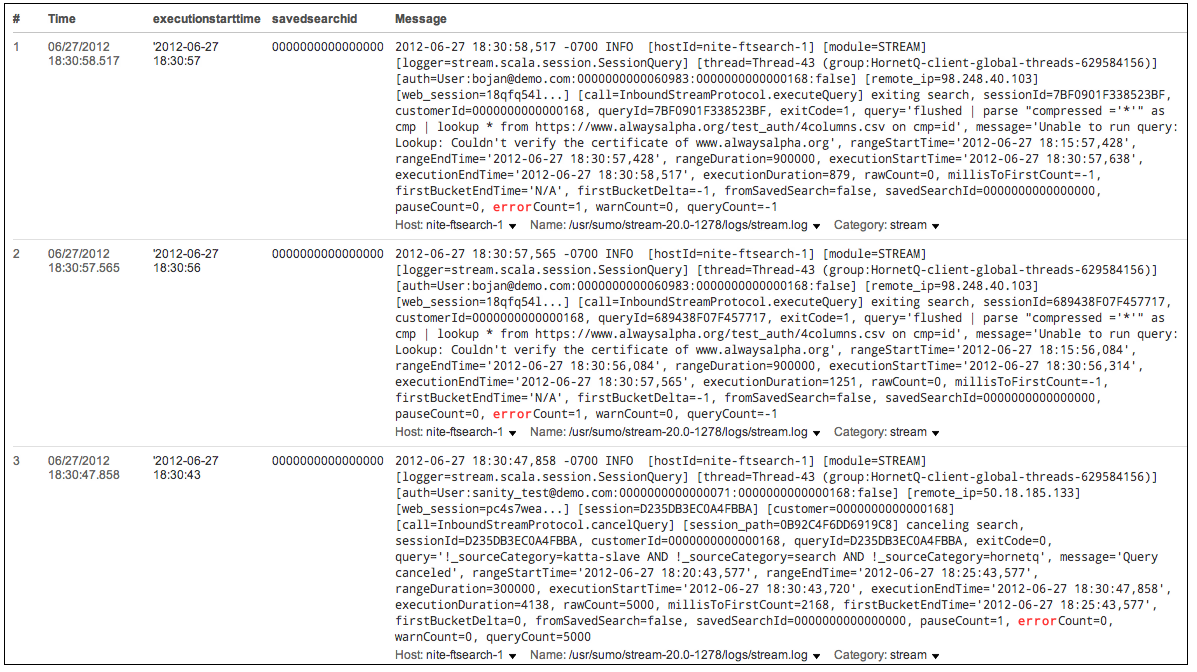 # Time executionstarttime savedsearchid Message
1 06/27/2012 '2012-06-27 0000000000000000 2012-06-27 18:30:58,517 -0700 INFO [hostId=nite-ftsearch-1] [module=STREAM]
18:30:58.517 18:30:57 [logger=stream.scala.session.SessionQuery] [thread=Thread-43 (group:HornetQ-client-global-threads-629584156)]
[auth=User:bojan@demo.com:0000000000060983:0000000000000168:false] [remote_ip=98.248.40.103]
[web_session=18qfq54l...] [call=InboundStreamProtocol.executeQuery] exiting search, sessionId=7BF0901F338523BF,
customerId=0000000000000168, queryId=7BF0901F338523BF, exitCode=1, query='flushed | parse "compressed ='*'" as
cmp | lookup * from https://www.alwaysalpha.org/test_auth/4columns.csv on cmp=id', message='Unable to run query:
Lookup: Couldn't verify the certificate of www.alwaysalpha.org', rangeStartTime='2012-06-27 18:15:57,428',
rangeEndTime='2012-06-27 18:30:57,428', rangeDuration=900000, executionStartTime='2012-06-27 18:30:57,638',
executionEndTime='2012-06-27 18:30:58,517', executionDuration=879, rawCount=0, millisToFirstCount=-1,
firstBucketEndTime='N/A', firstBucketDelta=-1, fromSavedSearch=false, savedSearchId=0000000000000000,
pauseCount=0, errorCount=1, warnCount=0, queryCount=-1
Host: nite-ftsearch-1 Name: /usr/sumo/stream-20.0-1278/logs/stream.log Category: stream
2 06/27/2012 '2012-06-27 0000000000000000 2012-06-27 18:30:57,565 -0700 INFO [hostId=nite-ftsearch-1] [module=STREAM]
18:30:57.565 18:30:56 [logger=stream.scala.session.SessionQuery] [thread=Thread-43 (group:HornetQ-client-global-threads-629584156)]
[auth=User:bojan@demo.com:0000000000060983:0000000000000168:false] [remote_ip=98.248.40.103]
[web_session=18qfq54l...] [call=InboundStreamProtocol.executeQuery] exiting search, sessionId=689438F07F457717,
customerId=0000000000000168, queryId=689438F07F457717, exitCode=1, query='flushed | parse "compressed ='*'" as
cmp | lookup * from https://www.alwaysalpha.org/test_auth/4columns.csv on cmp=id', message='Unable to run query:
Lookup: Couldn't verify the certificate of www.alwaysalpha.org', rangeStartTime='2012-06-27 18:15:56,084',
rangeEndTime='2012-06-27 18:30:56,084', rangeDuration=900000, executionStartTime='2012-06-27 18:30:56,314',
executionEndTime='2012-06-27 18:30:57,565', executionDuration=1251, rawCount=0, millisToFirstCount=-1,
firstBucketEndTime='N/A', firstBucketDelta=-1, fromSavedSearch=false, savedSearchId=0000000000000000,
pauseCount=0, errorCount=1, warnCount=0, queryCount=-1
Host: nite-ftsearch-1 Name: /usr/sumo/stream-20.0-1278/logs/stream.log Category: stream
3 06/27/2012 '2012-06-27 0000000000000000 2012-06-27 18:30:47,858 -0700 INFO [hostId=nite-ftsearch-1] [module=STREAM]
18:30:47.858 18:30:43 [logger=stream.scala.session.SessionQuery] [thread=Thread-43 (group:HornetQ-client-global-threads-629584156)]
[auth=User:sanity_test@demo.com:0000000000000071:0000000000000168:false] [remote_ip=50.18.185.133]
[web_session=pc4s7wea...] [session=D235DB3EC0A4FBBA] [customer=0000000000000168]
[call=InboundStreamProtocol.cancelQuery] [session_path=0B92C4F6DD6919C8] canceling search,
sessionId=D235DB3EC0A4FBBA, customerId=0000000000000168, queryId=D235DB3EC0A4FBBA, exitCode=0,
query='!_sourceCategory=katta-slave AND !_sourceCategory=search AND !_sourceCategory=hornetq', message='Query
canceled', rangeStartTime='2012-06-27 18:20:43,577', rangeEndTime='2012-06-27 18:25:43,577',
rangeDuration=300000, executionStartTime='2012-06-27 18:30:43,720', executionEndTime='2012-06-27 18:30:47,858',
executionDuration=4138, rawCount=5000, millisToFirstCount=2168, firstBucketEndTime='2012-06-27 18:25:43,577',
firstBucketDelta=0, fromSavedSearch=false, savedSearchId=0000000000000000, pauseCount=1, errorCount=0,
warnCount=0, queryCount=5000
Host: nite-ftsearch-1 Name: /usr/sumo/stream-20.0-1278/logs/stream.log Category: stream